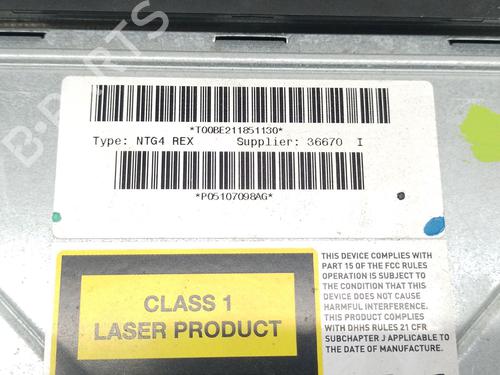 B-PARTS
*T00BE211851130*
Type: NTG4 REX Supplier: 36670 I
*P05107098AG*
CLASS 1
LASER PRODUCT
THIS DEVICE COMPLIES WITH
PART 15 OF THE FCC RULES
OPERATION IS SUBJECT TO
THE CONDITION THAT THIS
DEVICE DOES NOT CAUSE
HARMFUL INTERFERENCE.
THIS PRODUCT COMPLIES
WITH DHHS RULES 21 CFR
SUBCHAPTER J APPLICABLE TO
THE DATE OF MANUFACTURE.